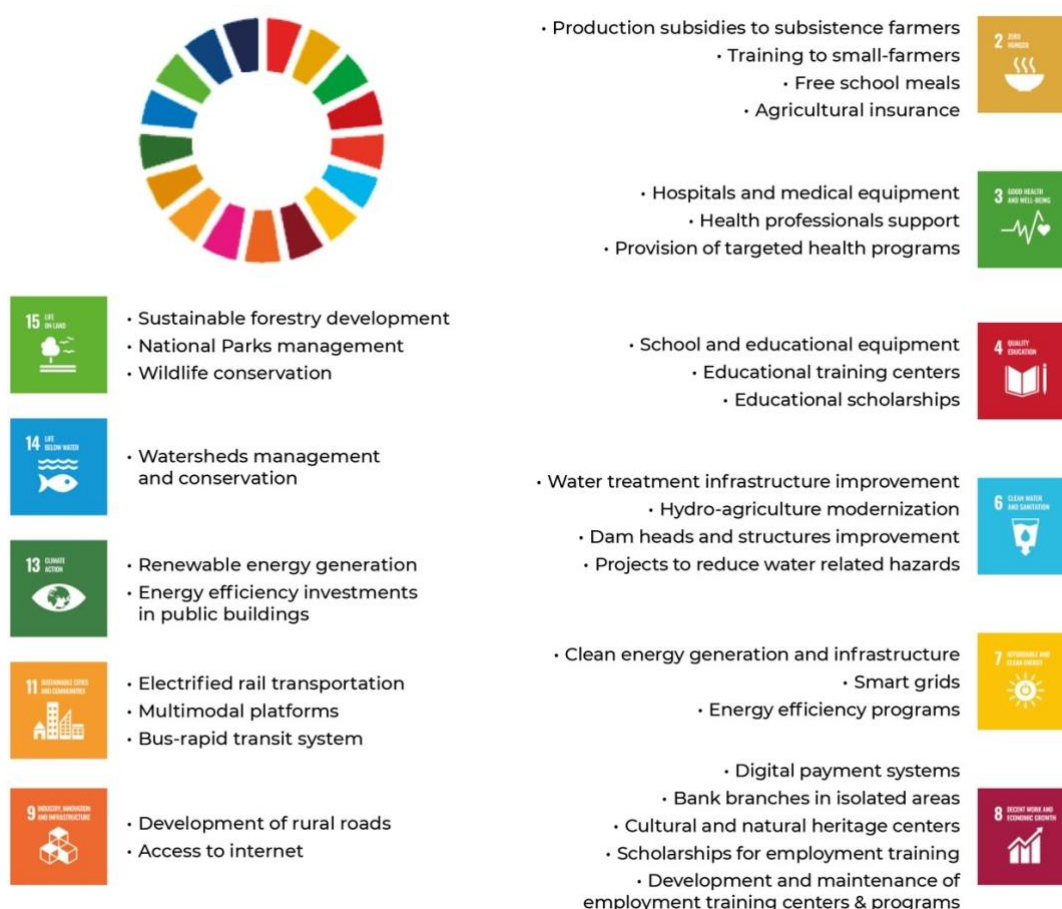 • Production subsidies to subsistence farmers
• Training to small-farmers
• Free school meals
• Agricultural insurance
2 ZERO
HUNGER
• Hospitals and medical equipment
• Health professionals support
• Provision of targeted health programs
3 GOOD HEALTH
AND WELL-BEING
• School and educational equipment
• Educational training centers
• Educational scholarships
4 QUALITY
EDUCATION
• Water treatment infrastructure improvement
• Hydro-agriculture modernization
• Dam heads and structures improvement
• Projects to reduce water related hazards
6 CLEAN WATER
AND SANITATION
• Clean energy generation and infrastructure
• Smart grids
• Energy efficiency programs
7 AFFORDABLE AND
CLEAN ENERGY
• Digital payment systems
• Bank branches in isolated areas
• Cultural and natural heritage centers
• Scholarships for employment training
• Development and maintenance of
employment training centers & programs
8 DECENT WORK AND
ECONOMIC GROWTH
15 LIFE
ON LAND
• Sustainable forestry development
• National Parks management
• Wildlife conservation
14 LIFE
BELOW WATER
• Watersheds management
and conservation
13 CLIMATE
ACTION
• Renewable energy generation
• Energy efficiency investments
in public buildings
11 SUSTAINABLE CITIES
AND COMMUNITIES
• Electrified rail transportation
• Multimodal platforms
• Bus-rapid transit system
9 INDUSTRY, INNOVATION
AND INFRASTRUCTURE
• Development of rural roads
• Access to internet